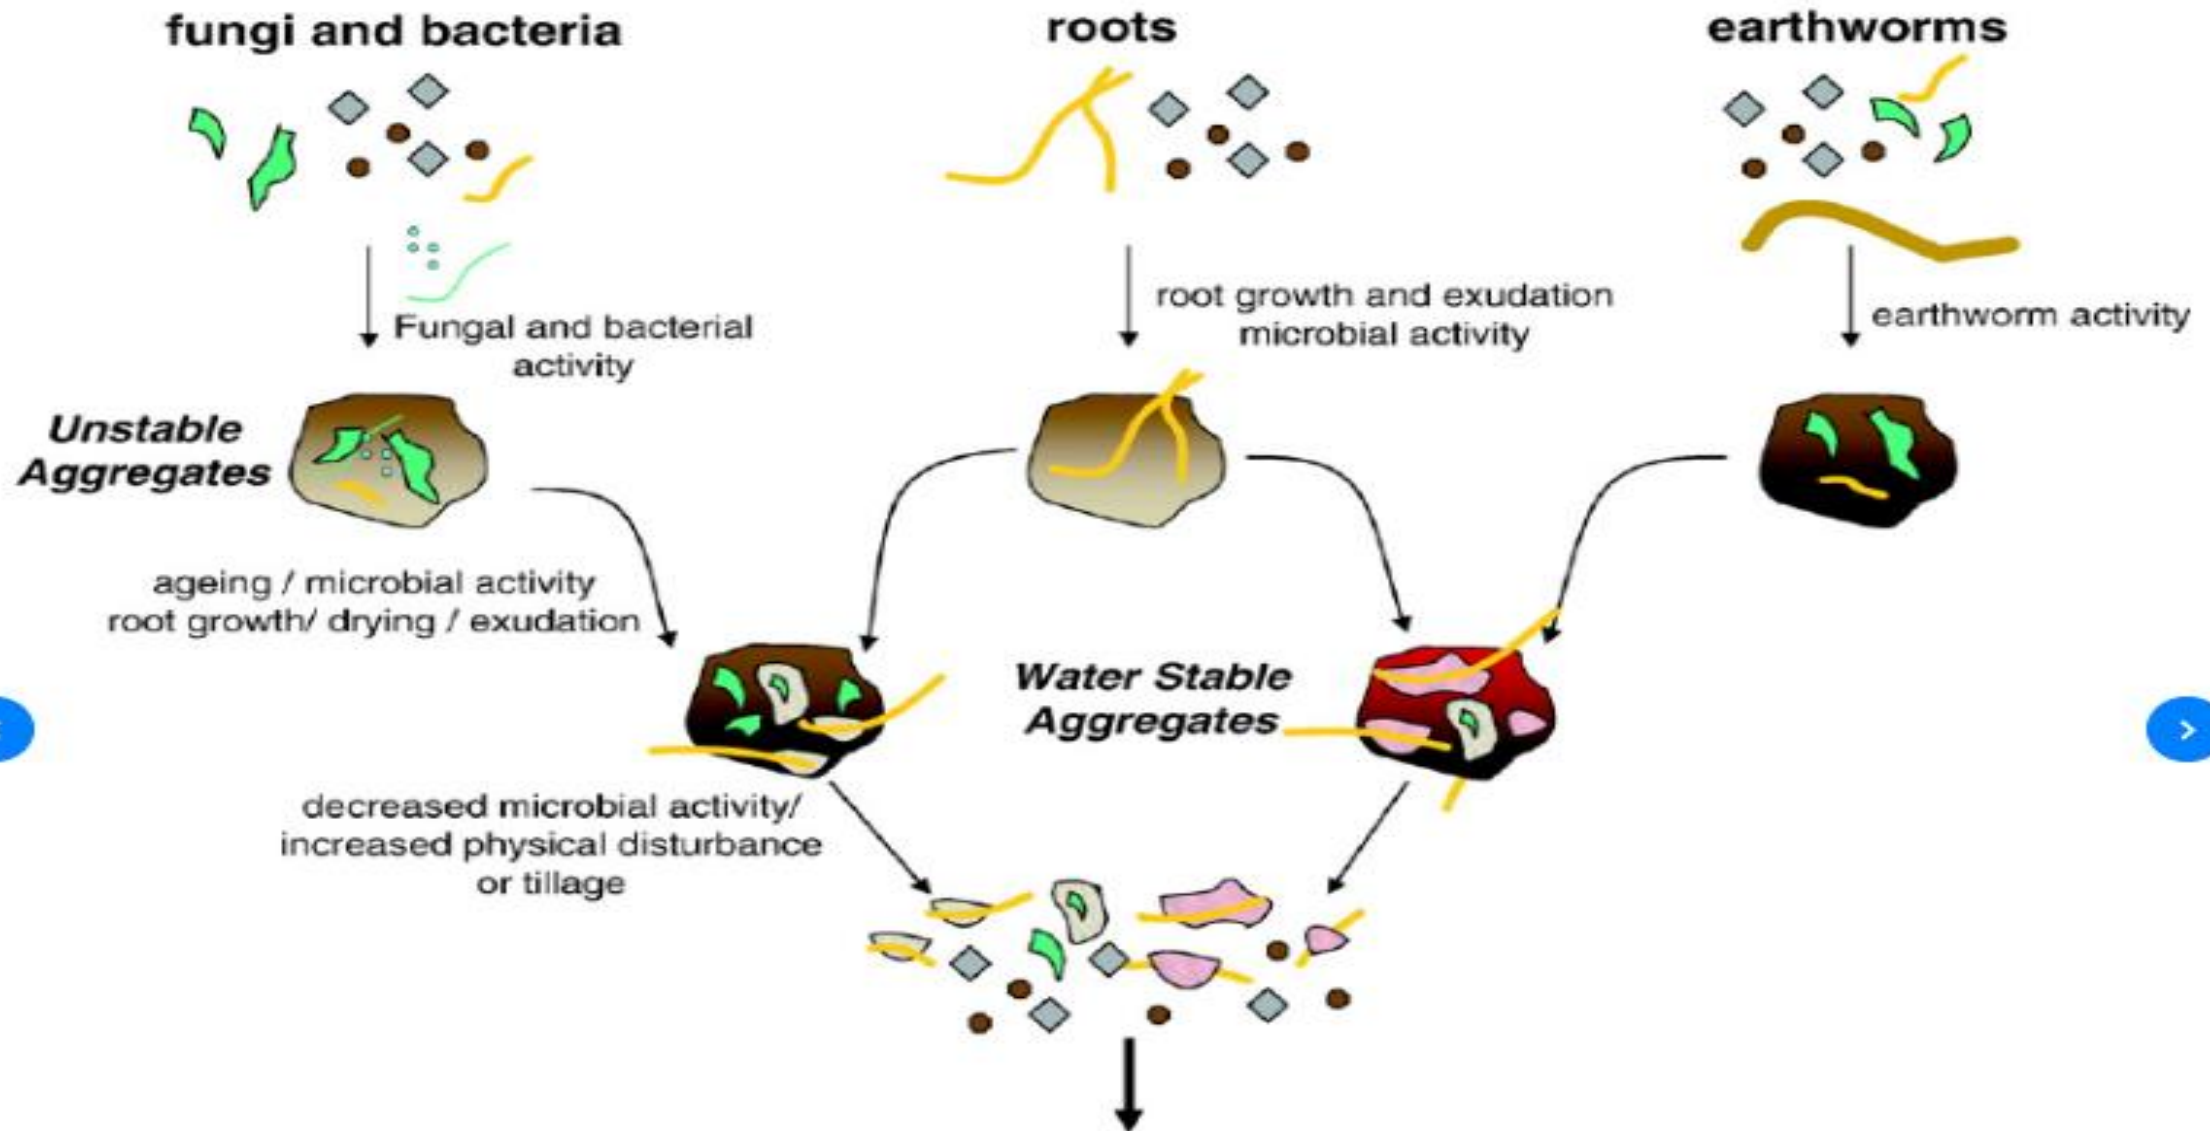 fungi and bacteria
roots
earthworms
Fungal and bacterial
activity
root growth and exudation
microbial activity
earthworm activity
Unstable
Aggregates
ageing / microbial activity
root growth/ drying / exudation
Water Stable
Aggregates
decreased microbial activity/
increased physical disturbance
or tillage